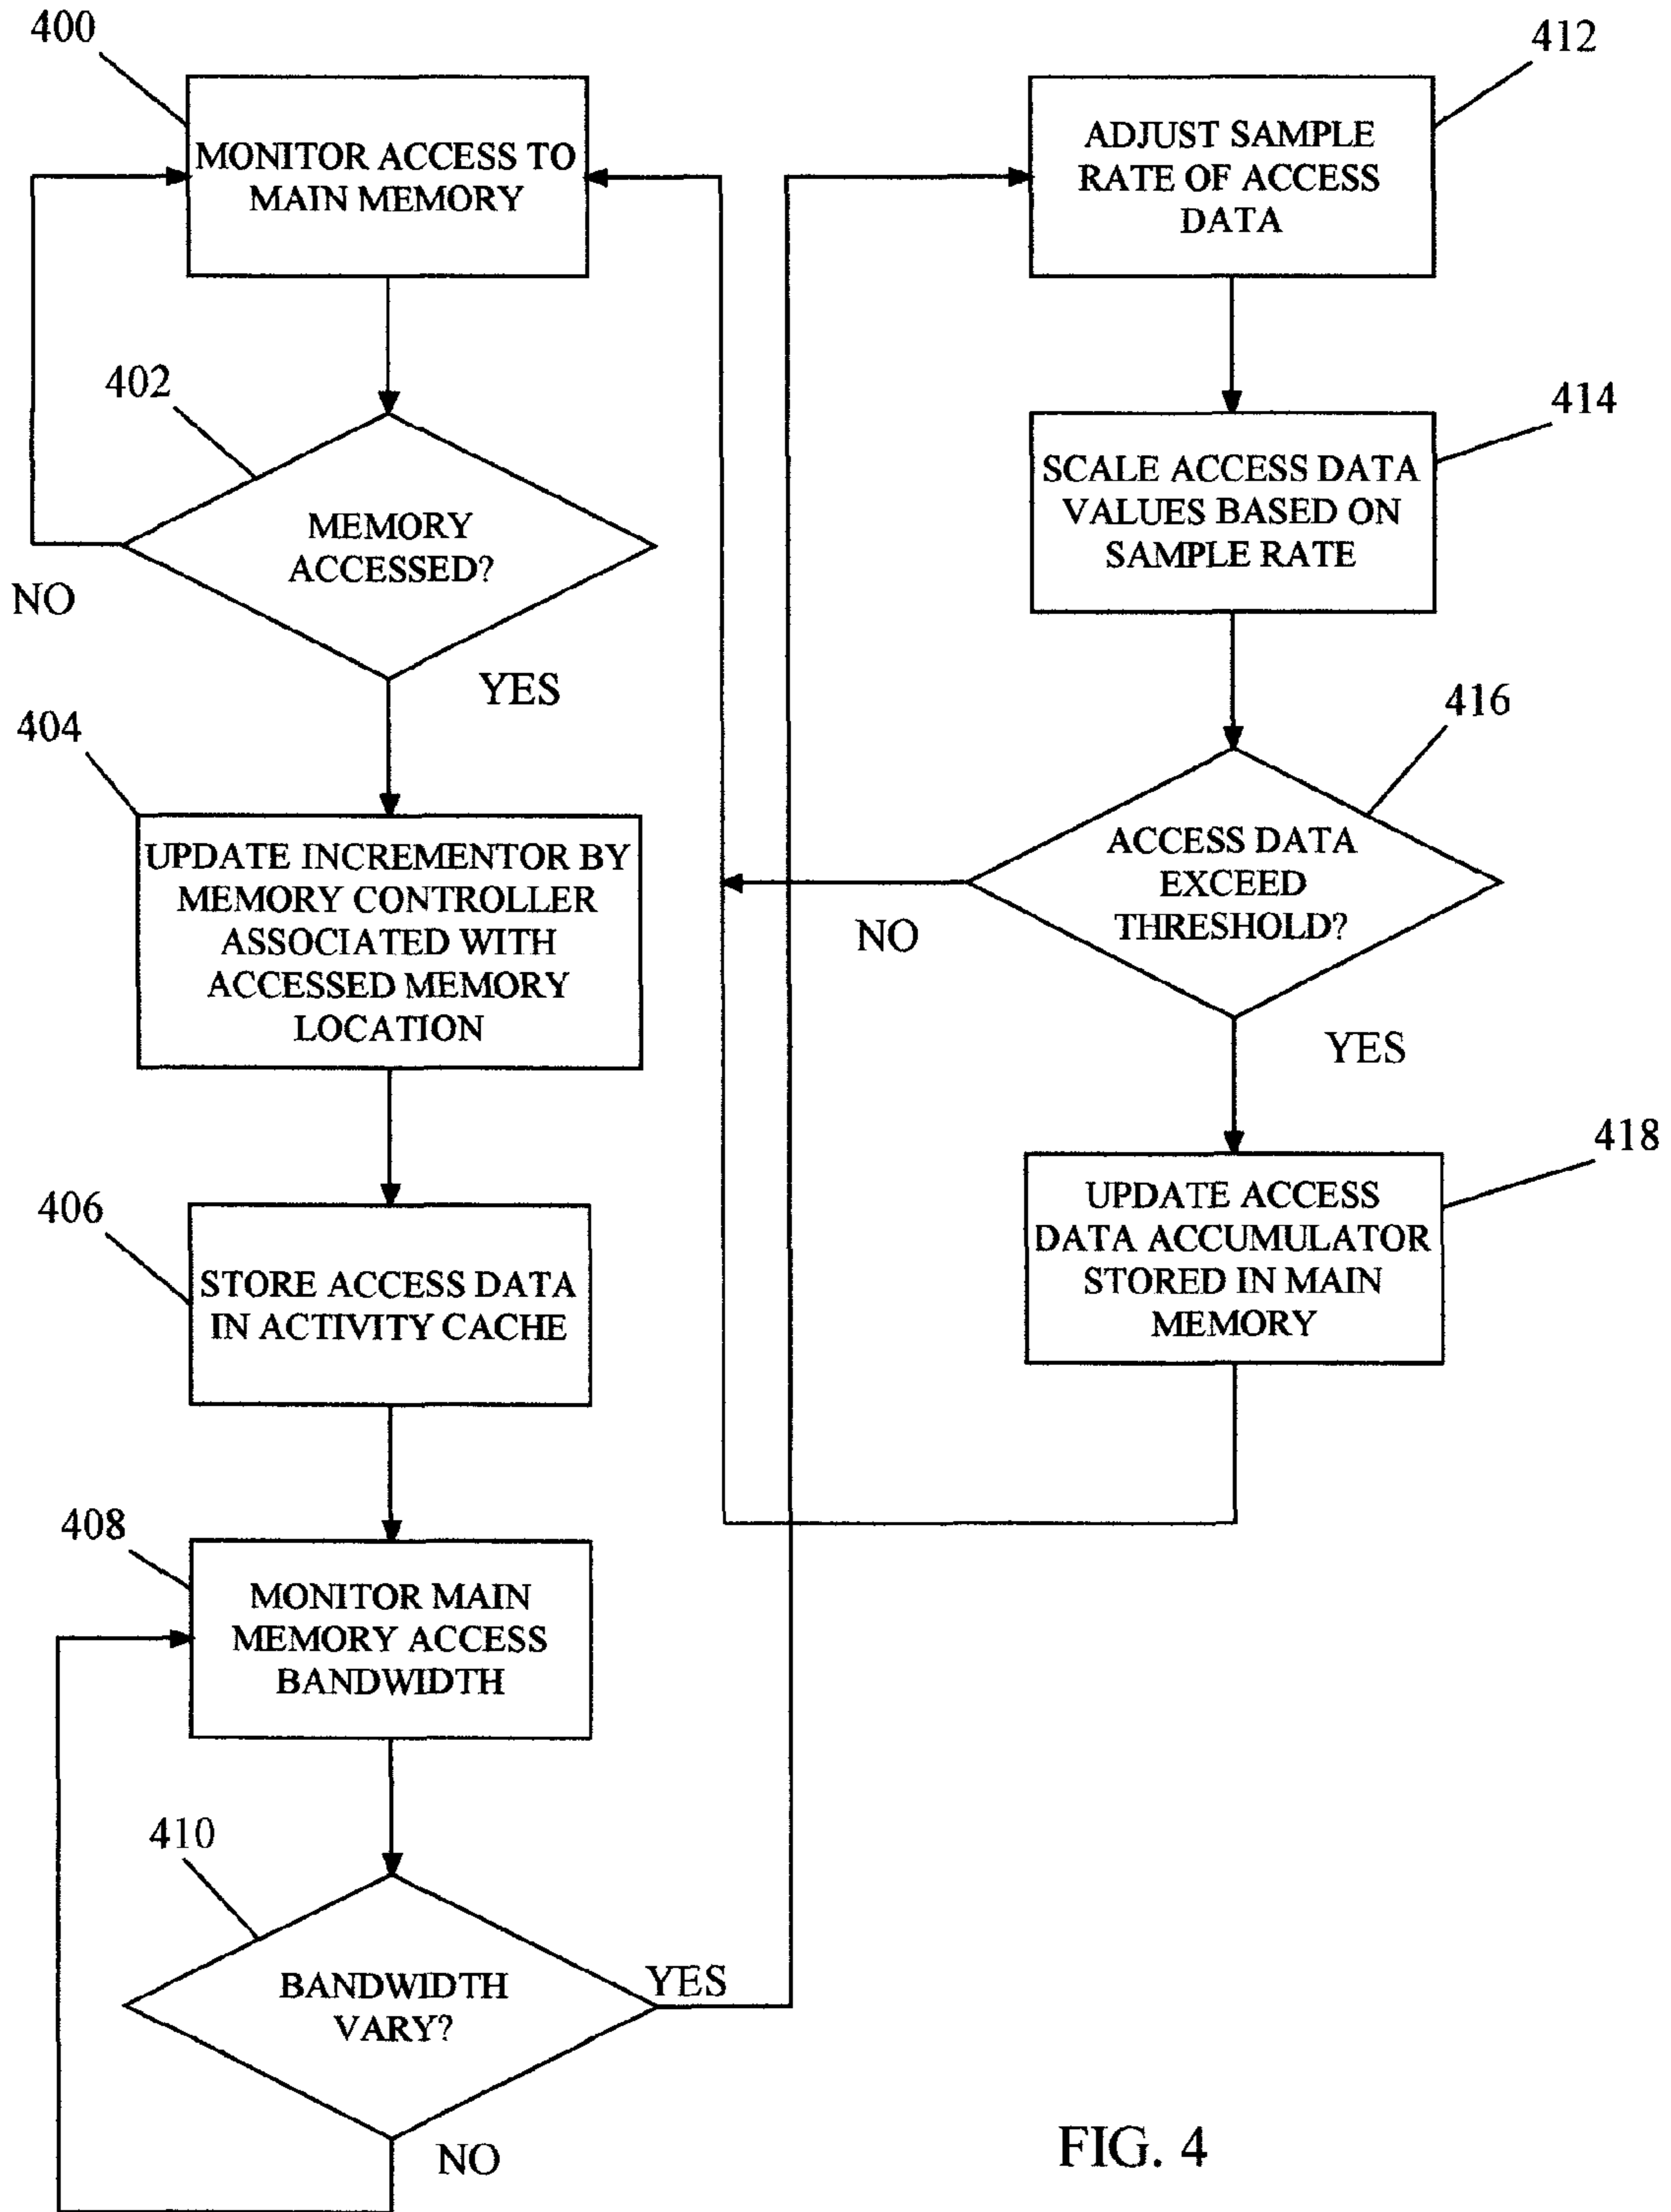 400
MONITOR ACCESS TO
MAIN MEMORY
402
MEMORY
ACCESSED?
NO
YES
404
UPDATE INCREMENTOR BY
MEMORY CONTROLLER
ASSOCIATED WITH
ACCESSED MEMORY
LOCATION
406
STORE ACCESS DATA
IN ACTIVITY CACHE
408
MONITOR MAIN
MEMORY ACCESS
BANDWIDTH
410
BANDWIDTH
VARY?
YES
NO
412
ADJUST SAMPLE
RATE OF ACCESS
DATA
414
SCALE ACCESS DATA
VALUES BASED ON
SAMPLE RATE
416
ACCESS DATA
EXCEED
THRESHOLD?
NO
YES
418
UPDATE ACCESS
DATA ACCUMULATOR
STORED IN MAIN
MEMORY
FIG. 4